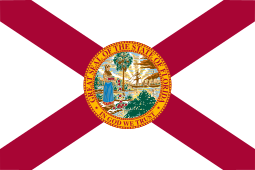 GREAT SEAL OF THE STATE OF FLORIDA
IN GOD WE TRUST